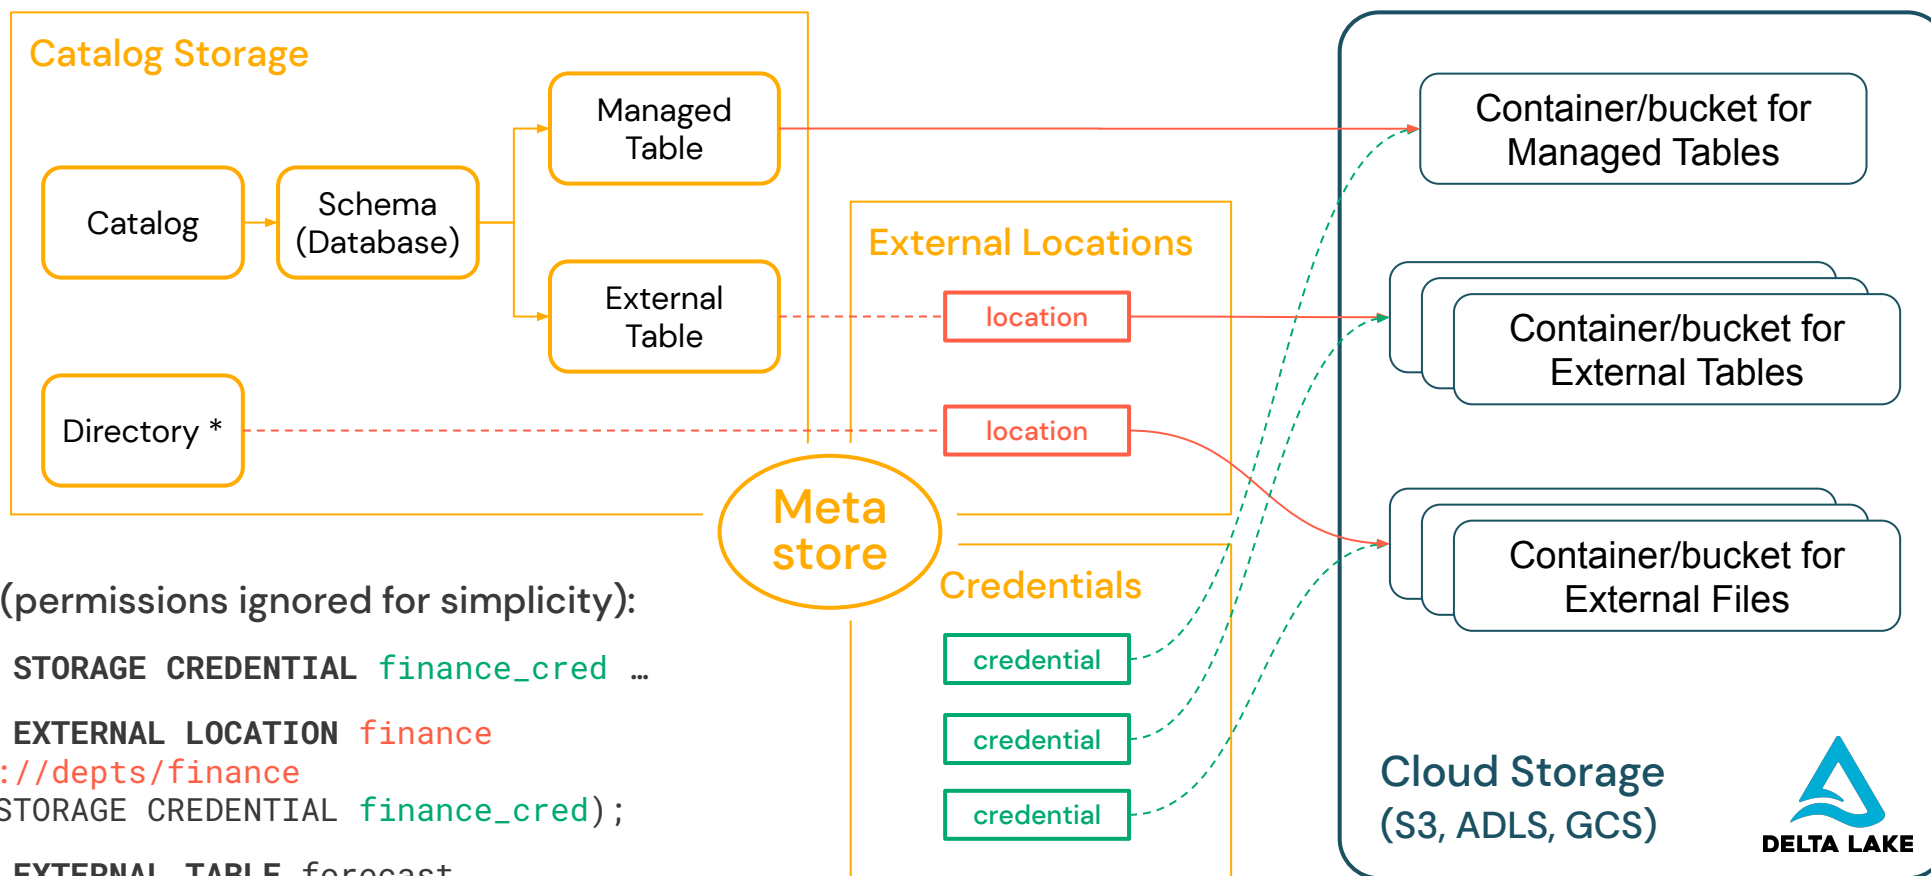 Catalog Storage
Managed
Table
Catalog
Schema
(Database)
External
Table
Directory *
External Locations
location
location
Meta
store
Credentials
credential
credential
credential
Container/bucket for
Managed Tables
Container/bucket for
External Tables
Container/bucket for
External Files
Cloud Storage
(S3, ADLS, GCS)
DELTA LAKE
(permissions ignored for simplicity):
STORAGE CREDENTIAL finance_cred …
EXTERNAL LOCATION finance
://depts/finance
STORAGE CREDENTIAL finance_cred);
EXTERNAL TABLE forecast